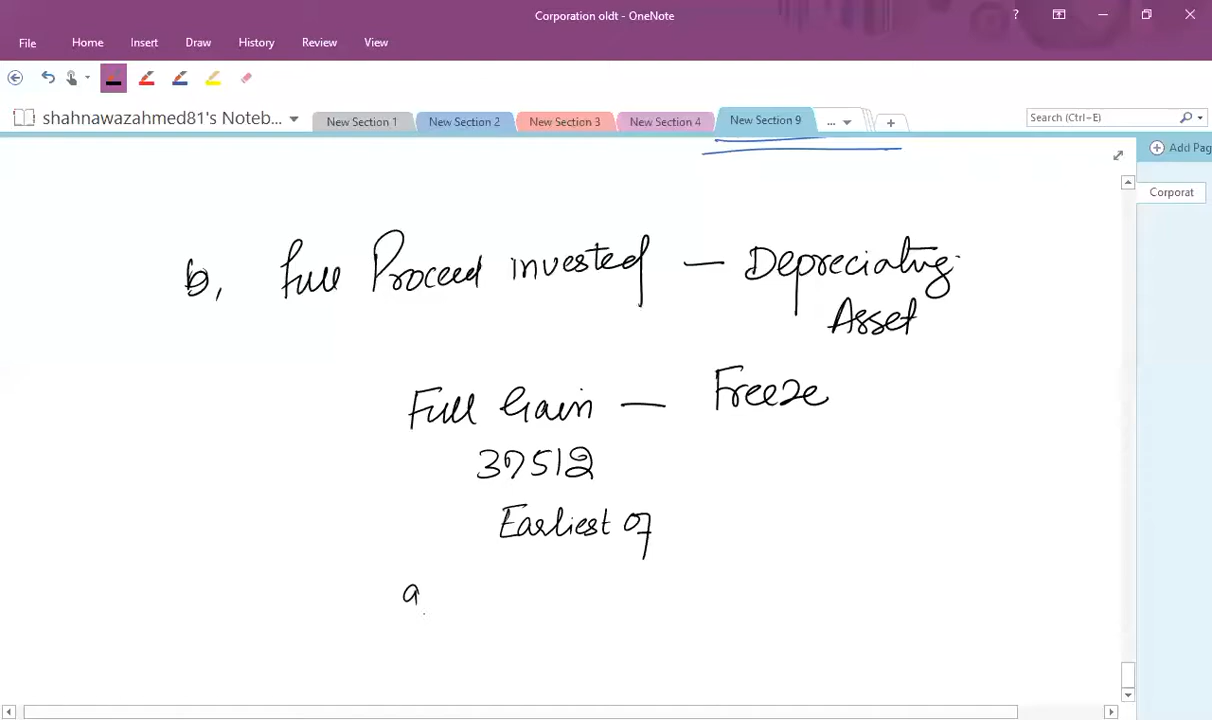 Corporation oldt - OneNote
?
File Home Insert Draw History Review View
shahnawazahmed81's Noteb... New Section 1 New Section 2 New Section 3 New Section 4 New Section 9 ... + Search (Ctrl-E)
Add Pag
Corporat
b, Full Proceed invested — Depreciating
Asset
Full Gain — Freeze
37512
Earliest of
a